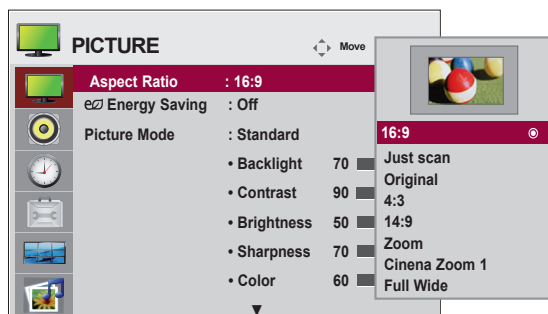 PICTURE
Move
Aspect Ratio : 16:9
Energy Saving : Off
Picture Mode : Standard
• Backlight 70
• Contrast 90
• Brightness 50
• Sharpness 70
• Color 60
16:9
Just scan
Original
4:3
14:9
Zoom
Cinena Zoom 1
Full Wide